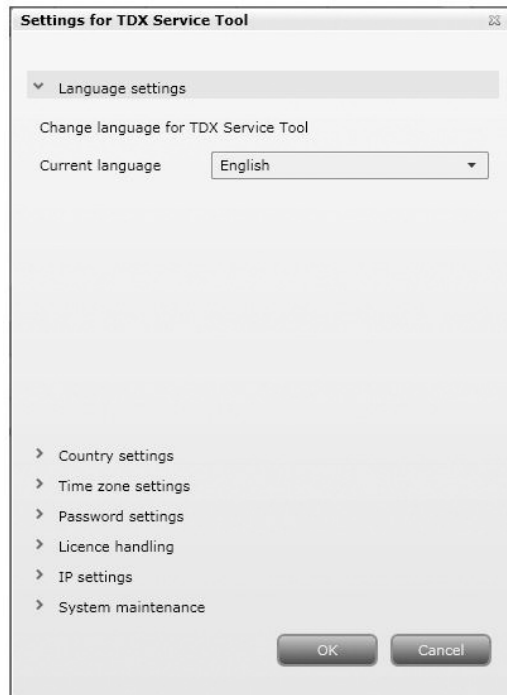 Settings for TDX Service Tool
Language settings
Change language for TDX Service Tool
Current language English
Country settings
Time zone settings
Password settings
Licence handling
IP settings
System maintenance
OK Cancel